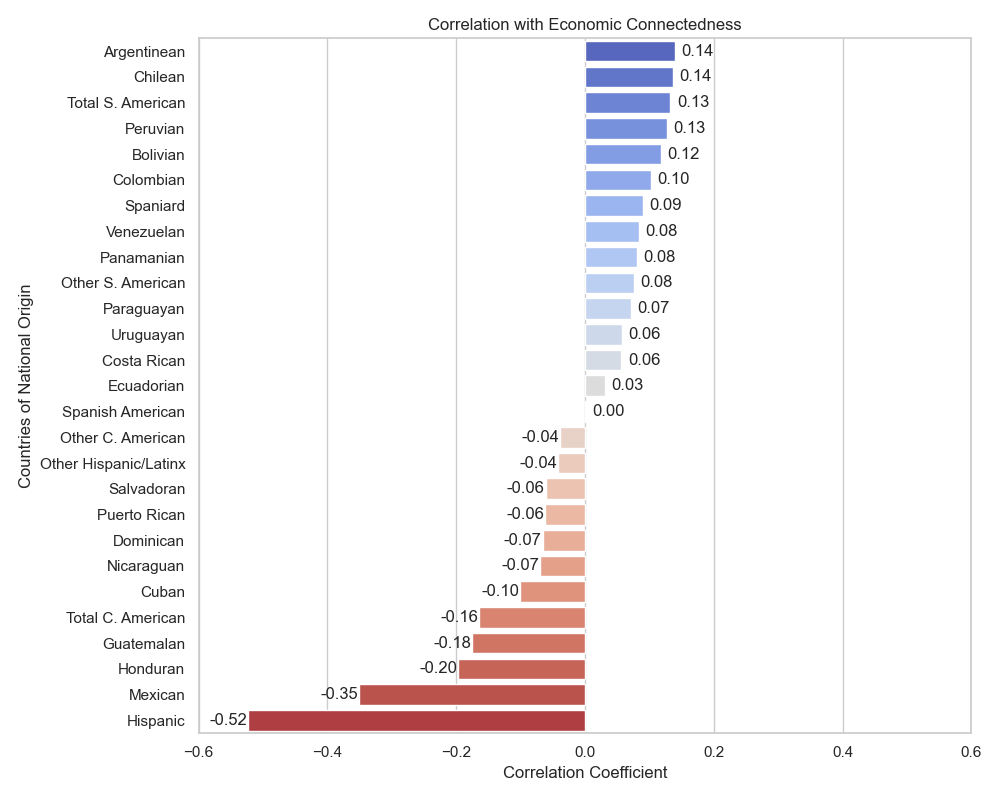 Correlation with Economic Connectedness
Countries of National Origin
Argentinean 0.14
Chilean 0.14
Total S. American 0.13
Peruvian 0.13
Bolivian 0.12
Colombian 0.10
Spaniard 0.09
Venezuelan 0.08
Panamanian 0.08
Other S. American 0.08
Paraguayan 0.07
Uruguayan 0.06
Costa Rican 0.06
Ecuadorian 0.03
Spanish American 0.00
Other C. American -0.04
Other Hispanic/Latinx -0.04
Salvadoran -0.06
Puerto Rican -0.06
Dominican -0.07
Nicaraguan -0.07
Cuban -0.10
Total C. American -0.16
Guatemalan -0.18
Honduran -0.20
Mexican -0.35
Hispanic -0.52
−0.6 −0.4 −0.2 0.0 0.2 0.4 0.6
Correlation Coefficient